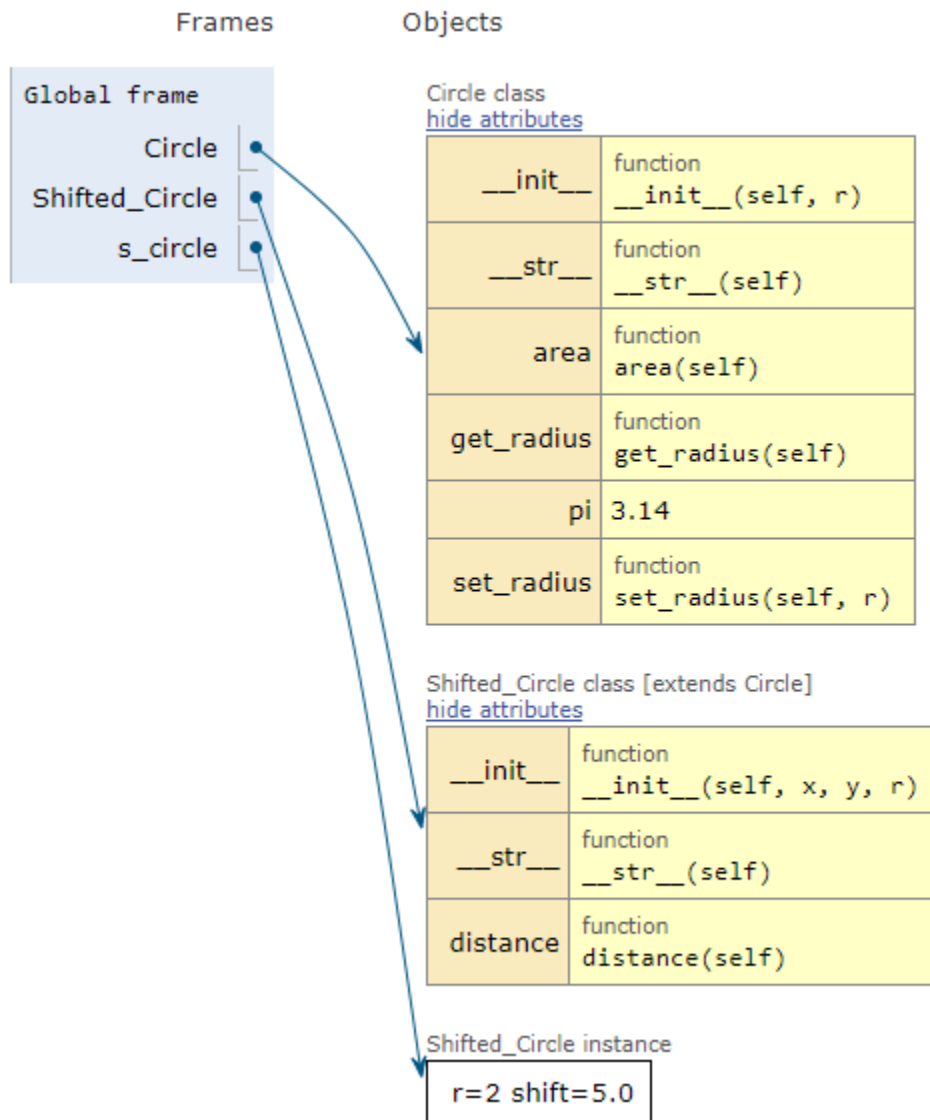 Frames Objects
Global frame
Circle
Shifted_Circle
s_circle
Circle class
hide attributes
__init__ function
__init__(self, r)
__str__ function
__str__(self)
area function
area(self)
get_radius function
get_radius(self)
pi 3.14
set_radius function
set_radius(self, r)
Shifted_Circle class [extends Circle]
hide attributes
__init__ function
__init__(self, x, y, r)
__str__ function
__str__(self)
distance function
distance(self)
Shifted_Circle instance
r=2 shift=5.0